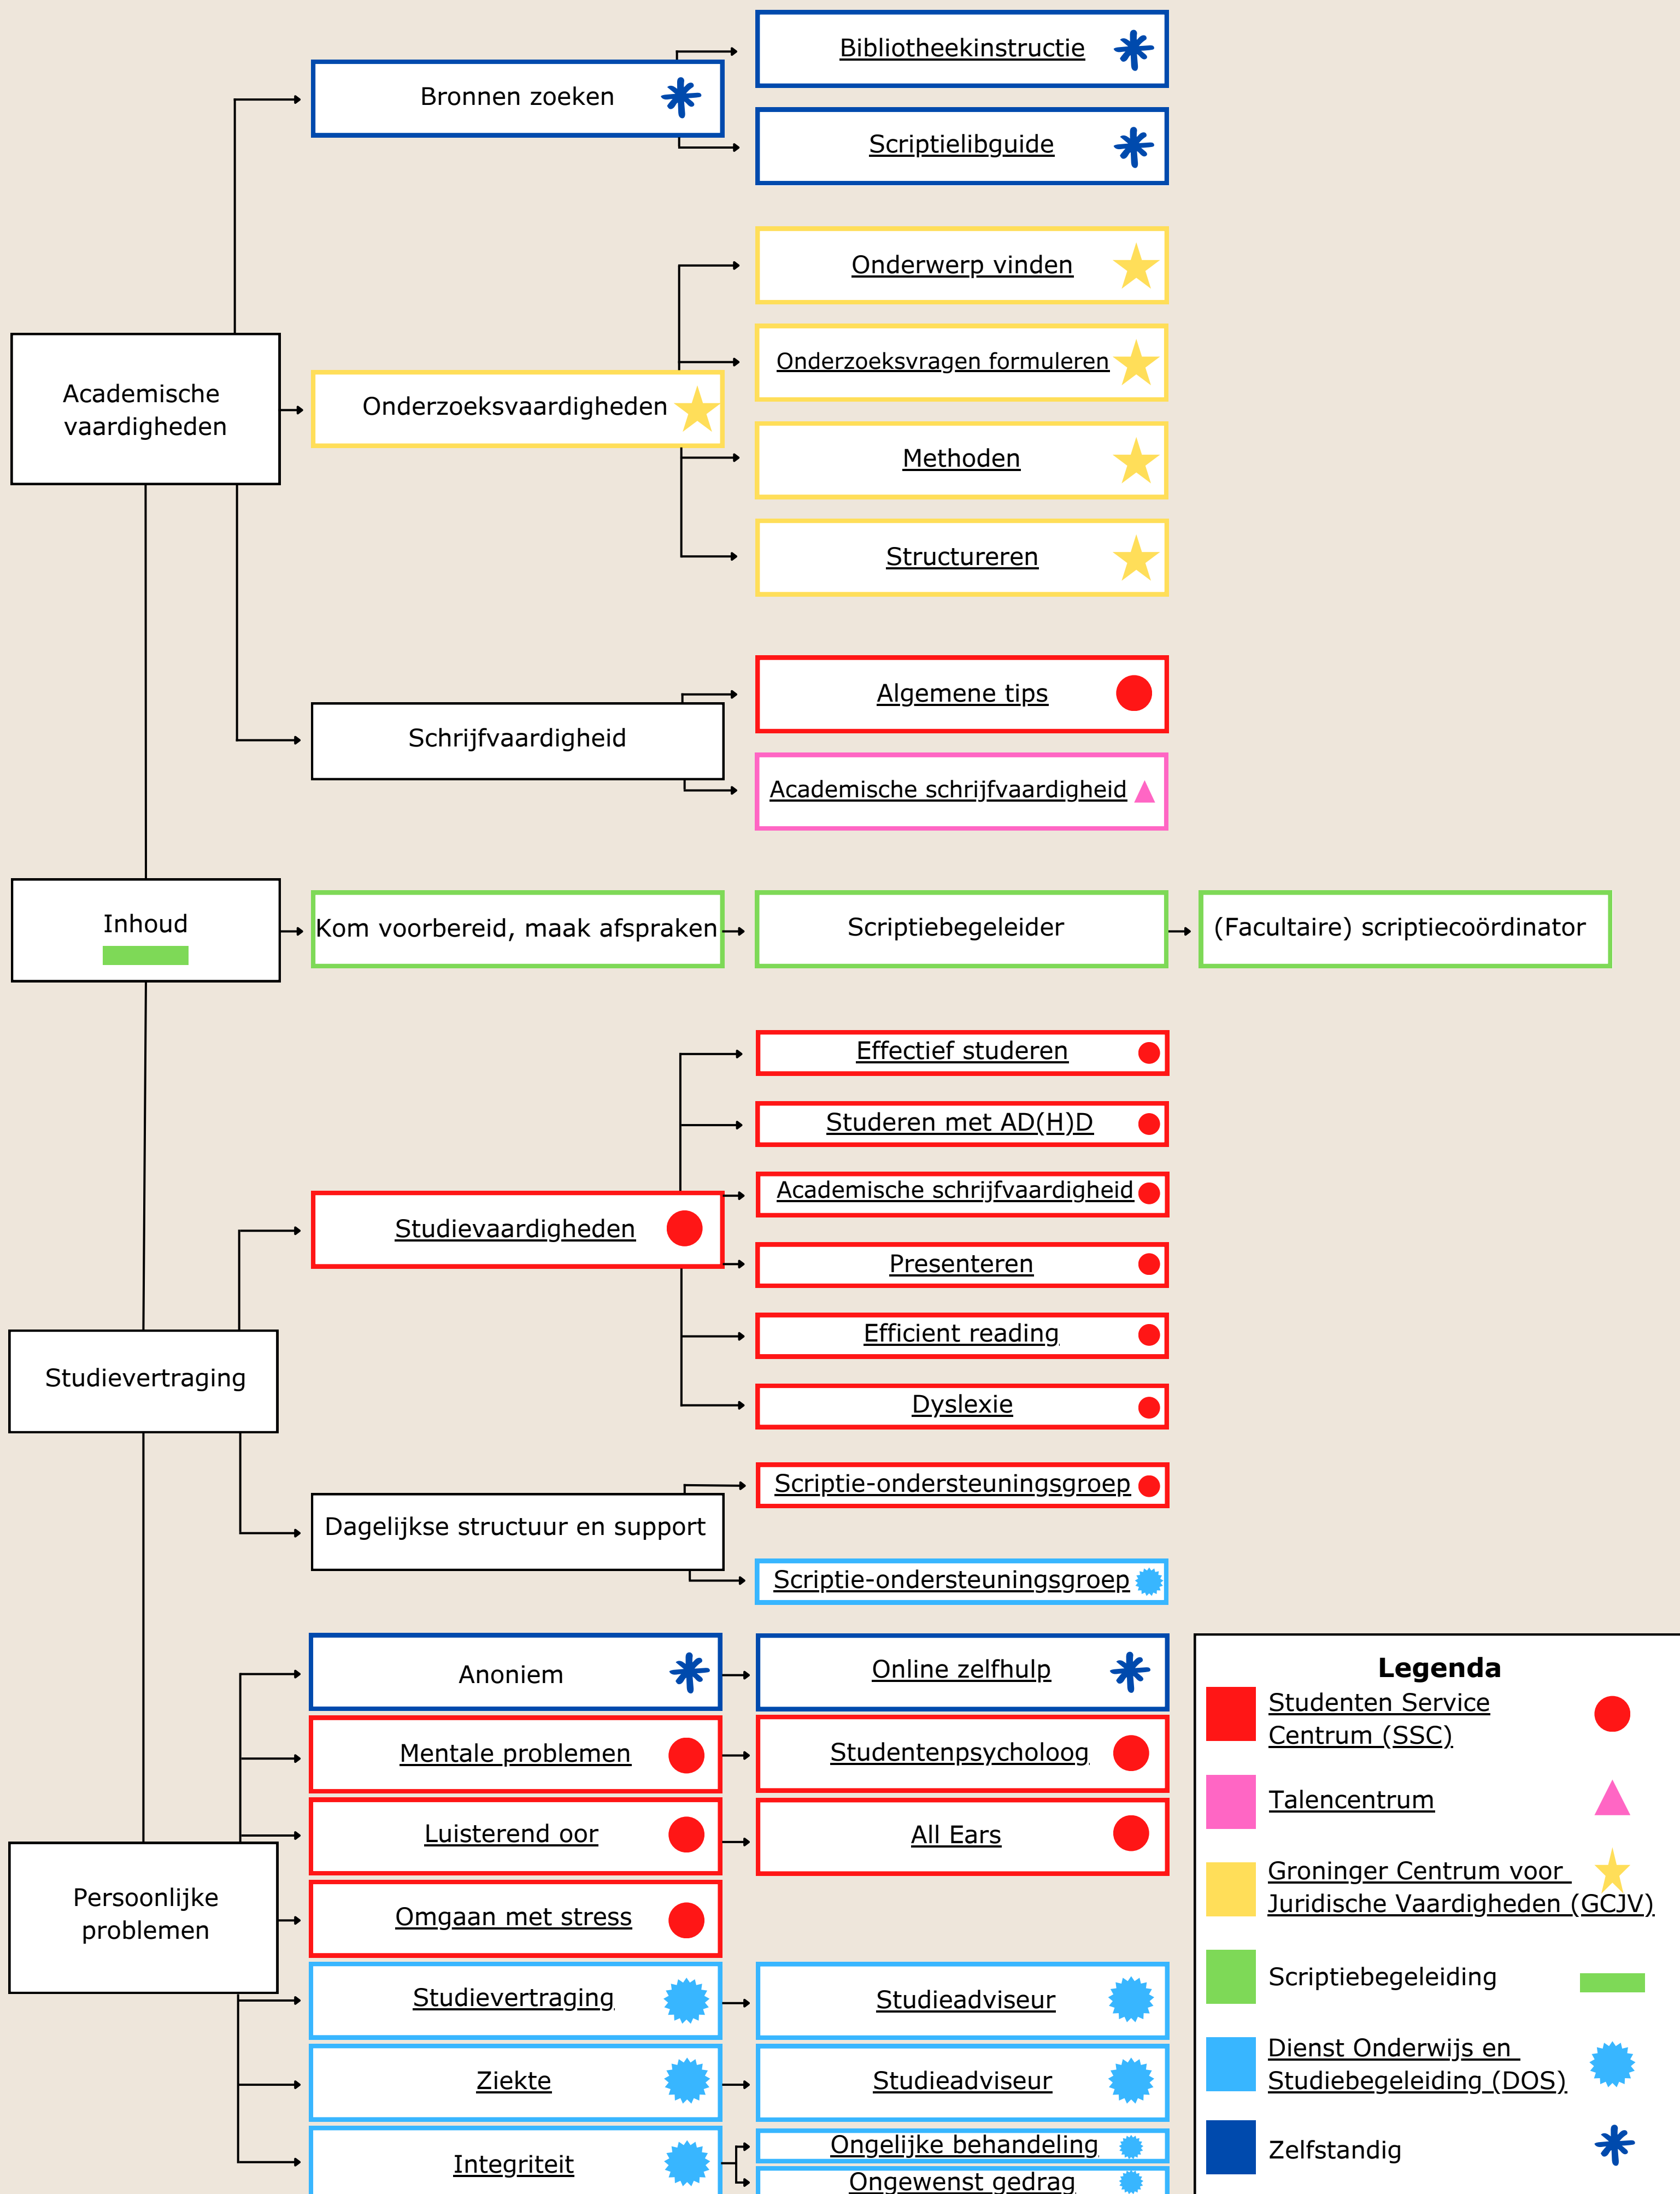 Bibliotheekinstructie
Bronnen zoeken
Scriptielibguide
Onderwerp vinden
Onderzoeksvragen formuleren
Academische
vaardigheden
Onderzoeksvaardigheden
Methoden
Structureren
Algemene tips
Schrijfvaardigheid
Academische schrijfvaardigheid
Inhoud
Kom voorbereid, maak afspraken
Scriptiebegeleider
(Facultaire) scriptiecoördinator
Effectief studeren
Studeren met AD(H)D
Academische schrijfvaardigheid
Studievaardigheden
Presenteren
Efficient reading
Studievertraging
Dyslexie
Scriptie-ondersteuningsgroep
Dagelijkse structuur en support
Scriptie-ondersteuningsgroep
Anoniem
Online zelfhulp
Mentale problemen
Studentenpsycholoog
Luisterend oor
All Ears
Persoonlijke
problemen
Omgaan met stress
Studievertraging
Studieadviseur
Ziekte
Studieadviseur
Integriteit
Ongelijke behandeling
Ongewenst gedrag
Legenda
Studenten Service
Centrum (SSC)
Talencentrum
Groninger Centrum voor
Juridische Vaardigheden (GCJV)
Scriptiebegeleiding
Dienst Onderwijs en
Studiebegeleiding (DOS)
Zelfstandig